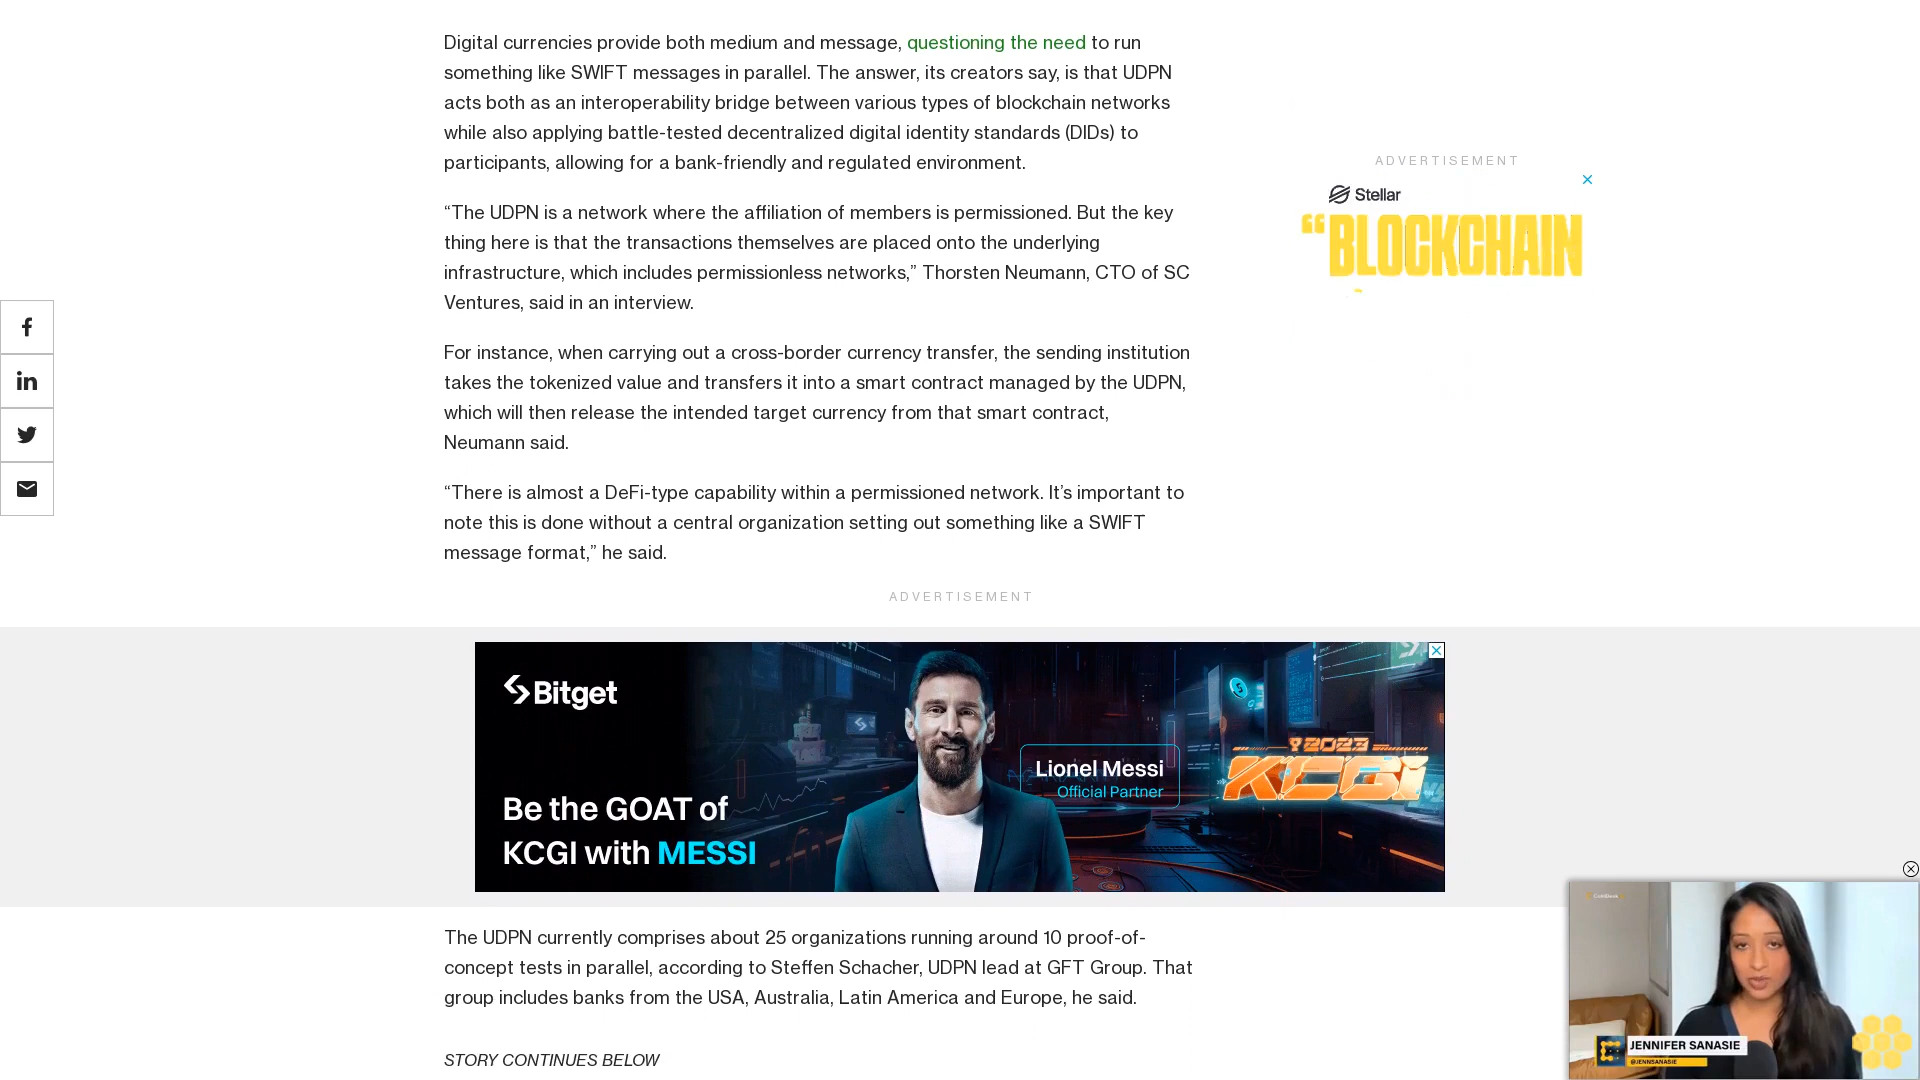 Digital currencies provide both medium and message, questioning the need to run
something like SWIFT messages in parallel. The answer, its creators say, is that UDPN
acts both as an interoperability bridge between various types of blockchain networks
while also applying battle-tested decentralized digital identity standards (DIDs) to
participants, allowing for a bank-friendly and regulated environment.
“The UDPN is a network where the affiliation of members is permissioned. But the key
thing here is that the transactions themselves are placed onto the underlying
infrastructure, which includes permissionless networks,” Thorsten Neumann, CTO of SC
Ventures, said in an interview.
For instance, when carrying out a cross-border currency transfer, the sending institution
takes the tokenized value and transfers it into a smart contract managed by the UDPN,
which will then release the intended target currency from that smart contract,
Neumann said.
“There is almost a DeFi-type capability within a permissioned network. It’s important to
note this is done without a central organization setting out something like a SWIFT
message format,” he said.
ADVERTISEMENT
Stellar
“BLOCKCHAIN
ADVERTISEMENT
Bitget
Be the GOAT of
KCGI with MESSI
Lionel Messi
Official Partner
2023
KCGI
The UDPN currently comprises about 25 organizations running around 10 proof-of-
concept tests in parallel, according to Steffen Schacher, UDPN lead at GFT Group. That
group includes banks from the USA, Australia, Latin America and Europe, he said.
STORY CONTINUES BELOW
CoinDesk
JENNIFER SANASIE
@JENNSANASIE